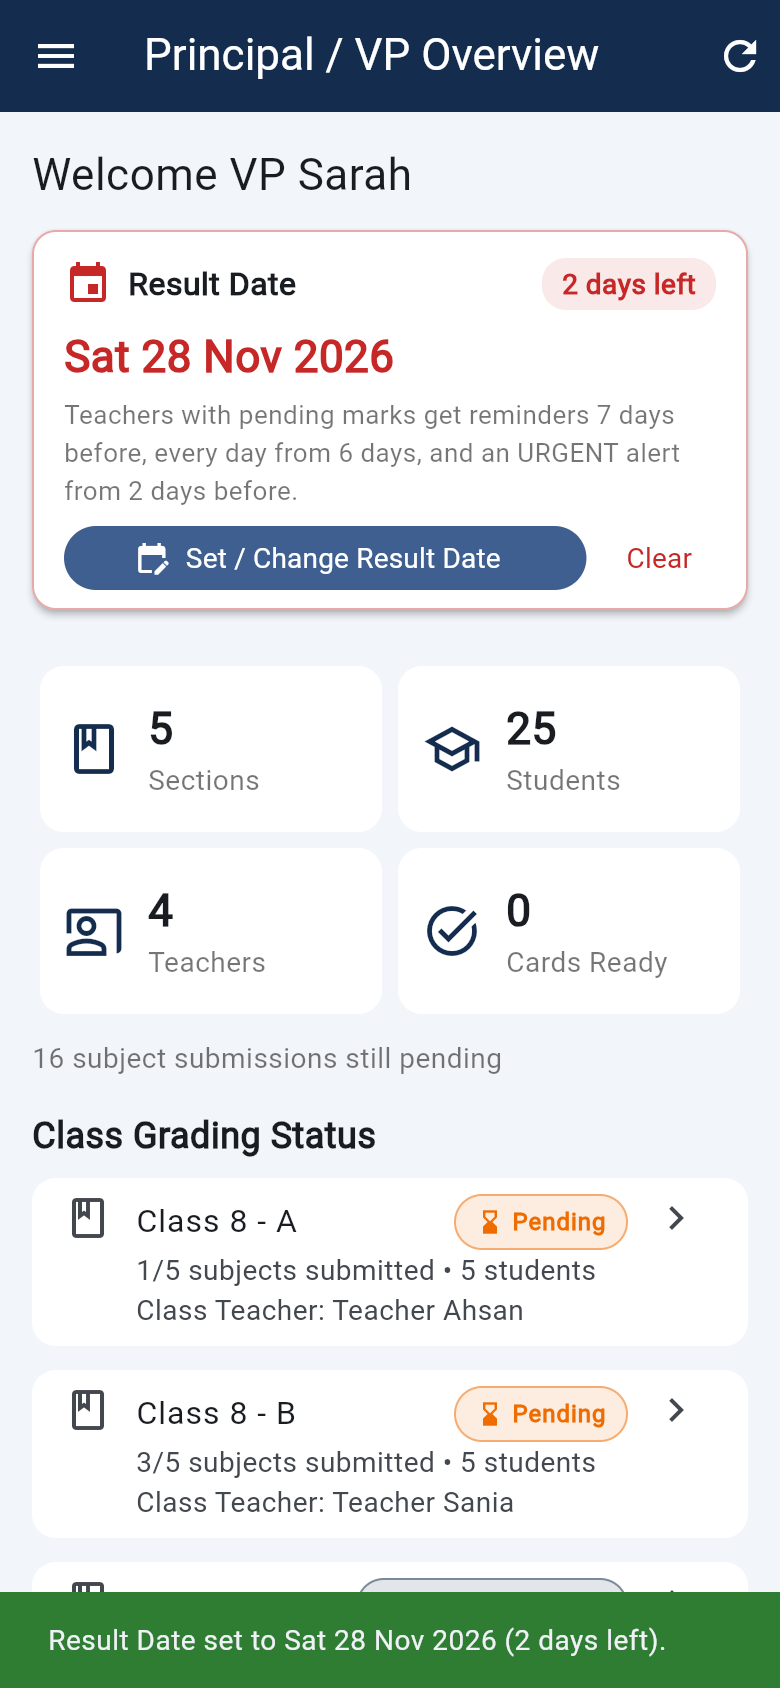 Principal / VP Overview
Welcome VP Sarah
Result Date
2 days left
Sat 28 Nov 2026
Teachers with pending marks get reminders 7 days
before, every day from 6 days, and an URGENT alert
from 2 days before.
Set / Change Result Date
Clear
5
Sections
25
Students
4
Teachers
0
Cards Ready
16 subject submissions still pending
Class Grading Status
Class 8 - A
Pending
1/5 subjects submitted • 5 students
Class Teacher: Teacher Ahsan
Class 8 - B
Pending
3/5 subjects submitted • 5 students
Class Teacher: Teacher Sania
Result Date set to Sat 28 Nov 2026 (2 days left).